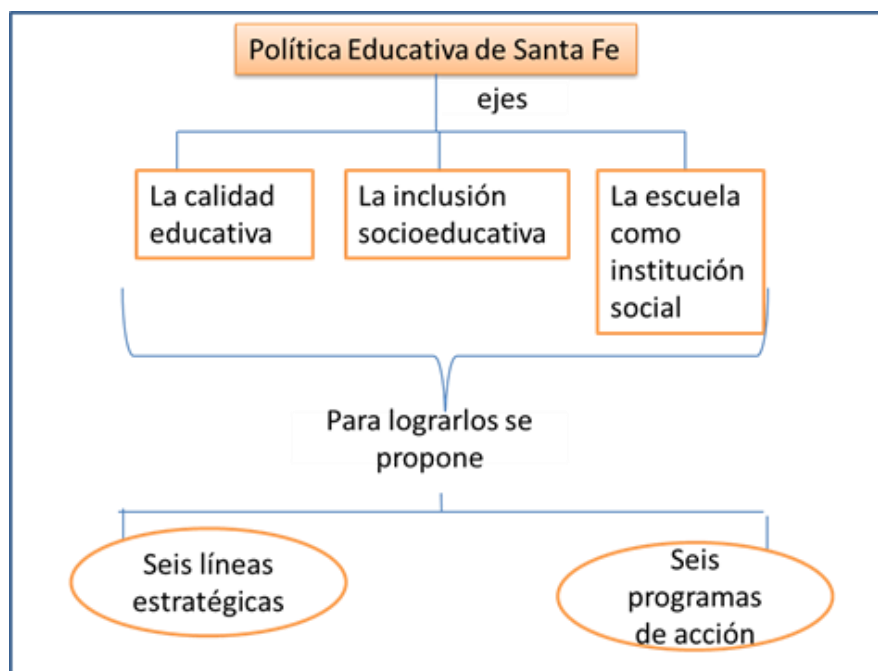 Política Educativa de Santa Fe
ejes
La calidad
educativa
La inclusión
socioeducativa
La escuela
como
institución
social
Para lograrlos se
propone
Seis líneas
estratégicas
Seis
programas
de acción